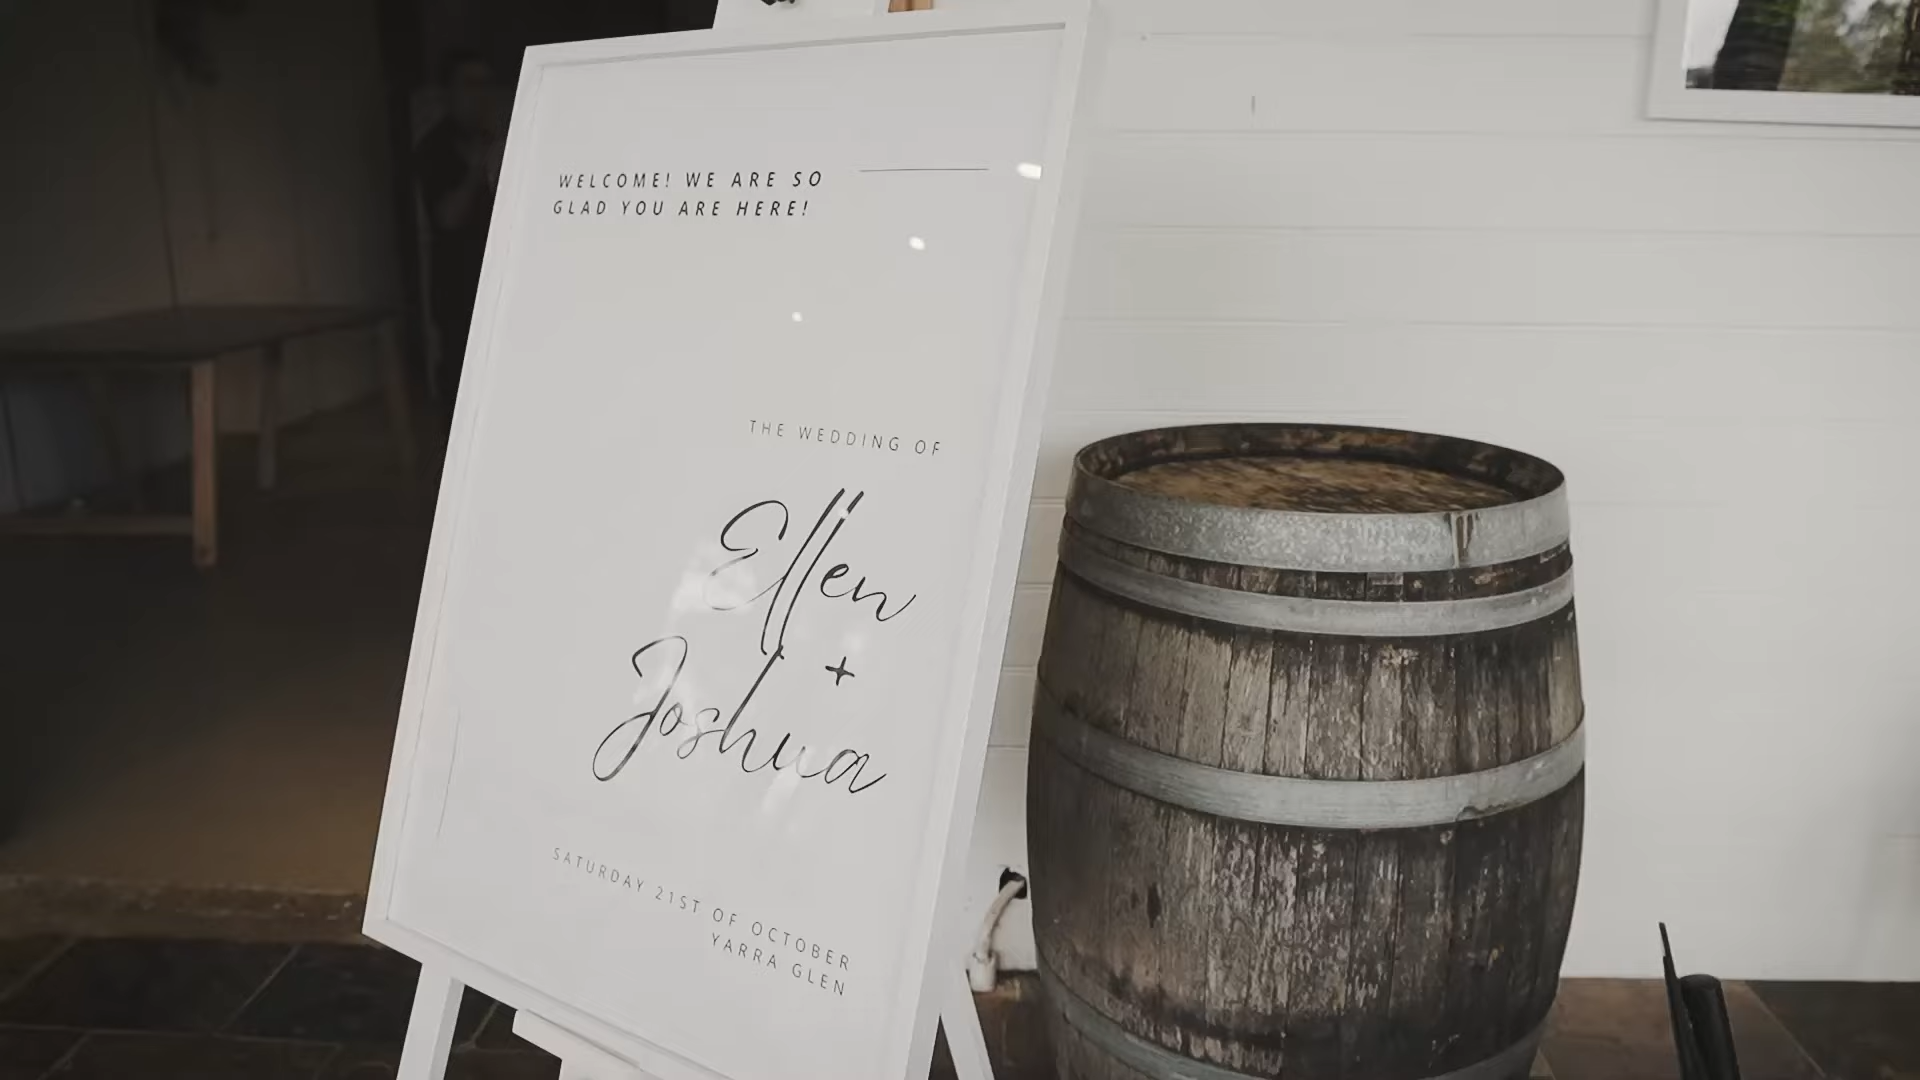 WELCOME! WE ARE SO
GLAD YOU ARE HERE!
THE WEDDING OF
Ellen
+
Joshua
SATURDAY 21ST OF OCTOBER
YARRA GLEN